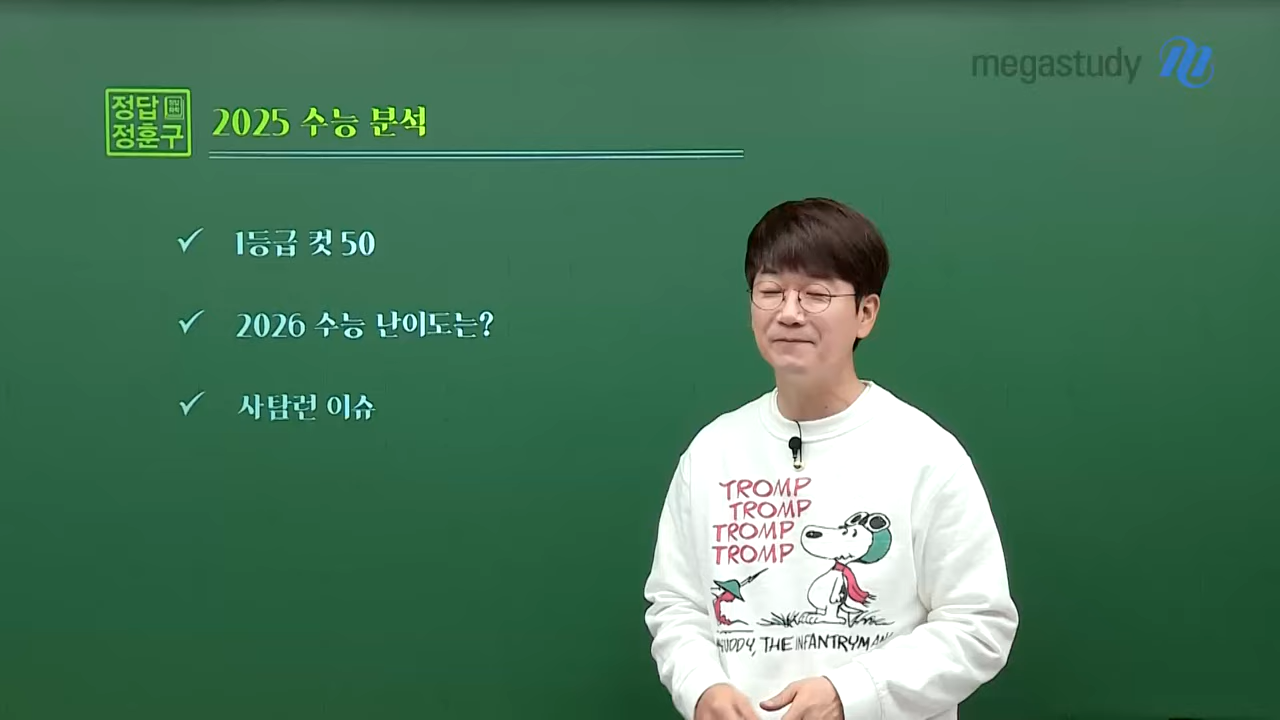 megastudy
정답
정훈구
2025 수능 분석
1등급 컷 50
2026 수능 난이도는?
사탐런 이슈
TROMP
TROMP
TROMP
TROMP
THE INFANTRYMAN